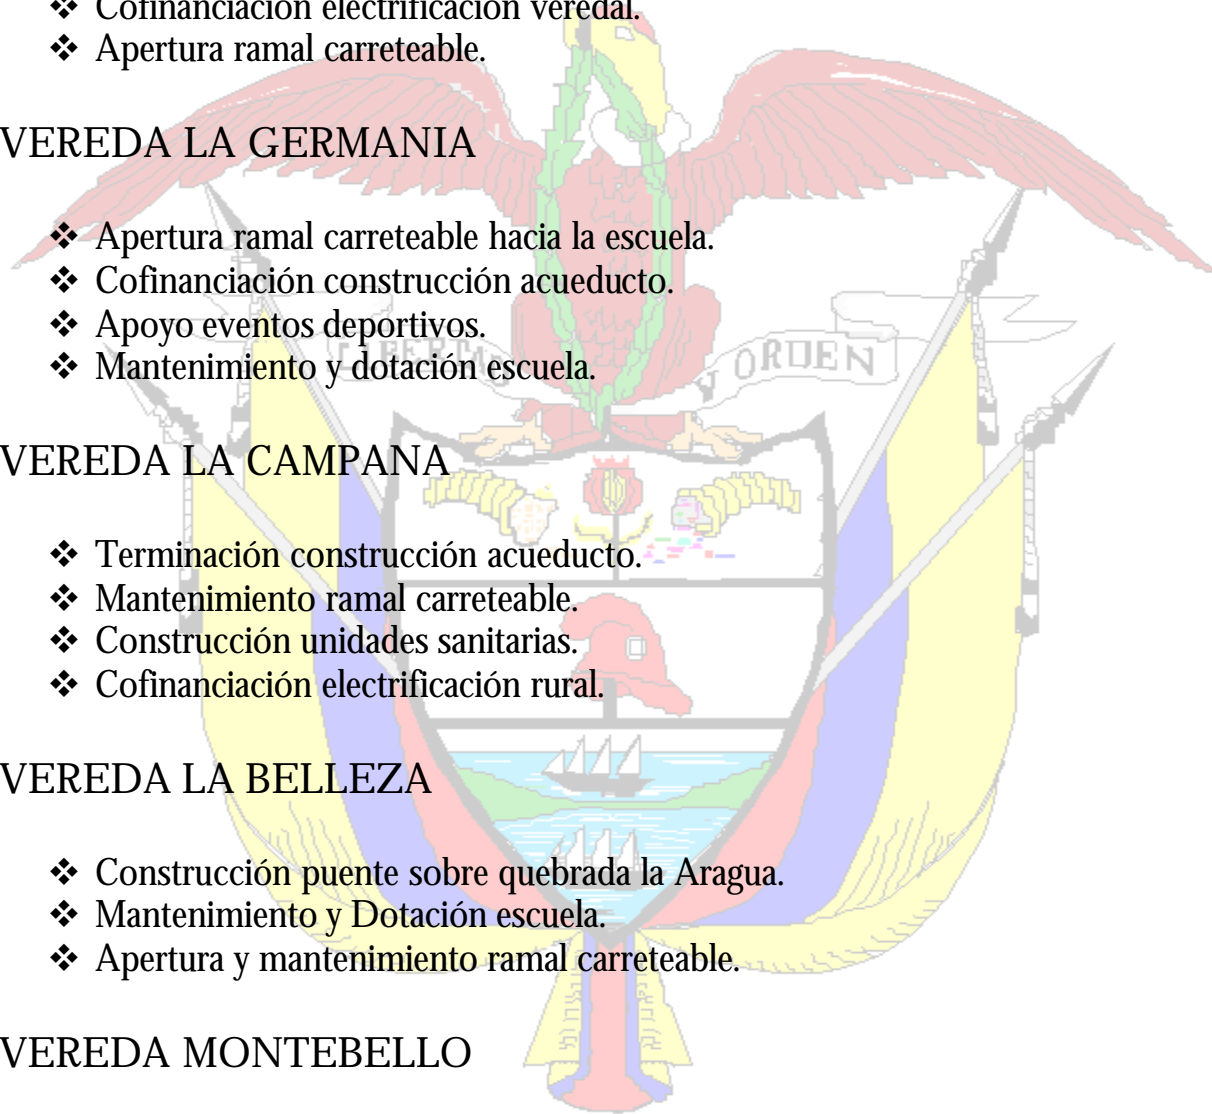 ❖ Cofinanciación electrificación veredal.
❖ Apertura ramal carreteable.
VEREDA LA GERMANIA
❖ Apertura ramal carreteable hacia la escuela.
❖ Cofinanciación construcción acueducto.
❖ Apoyo eventos deportivos.
LIBERTAD Y ORDEN
❖ Mantenimiento y dotación escuela.
VEREDA LA CAMPANA
❖ Terminación construcción acueducto.
❖ Mantenimiento ramal carreteable.
❖ Construcción unidades sanitarias.
❖ Cofinanciación electrificación rural.
VEREDA LA BELLEZA
❖ Construcción puente sobre quebrada la Aragua.
❖ Mantenimiento y Dotación escuela.
❖ Apertura y mantenimiento ramal carreteable.
VEREDA MONTEBELLO